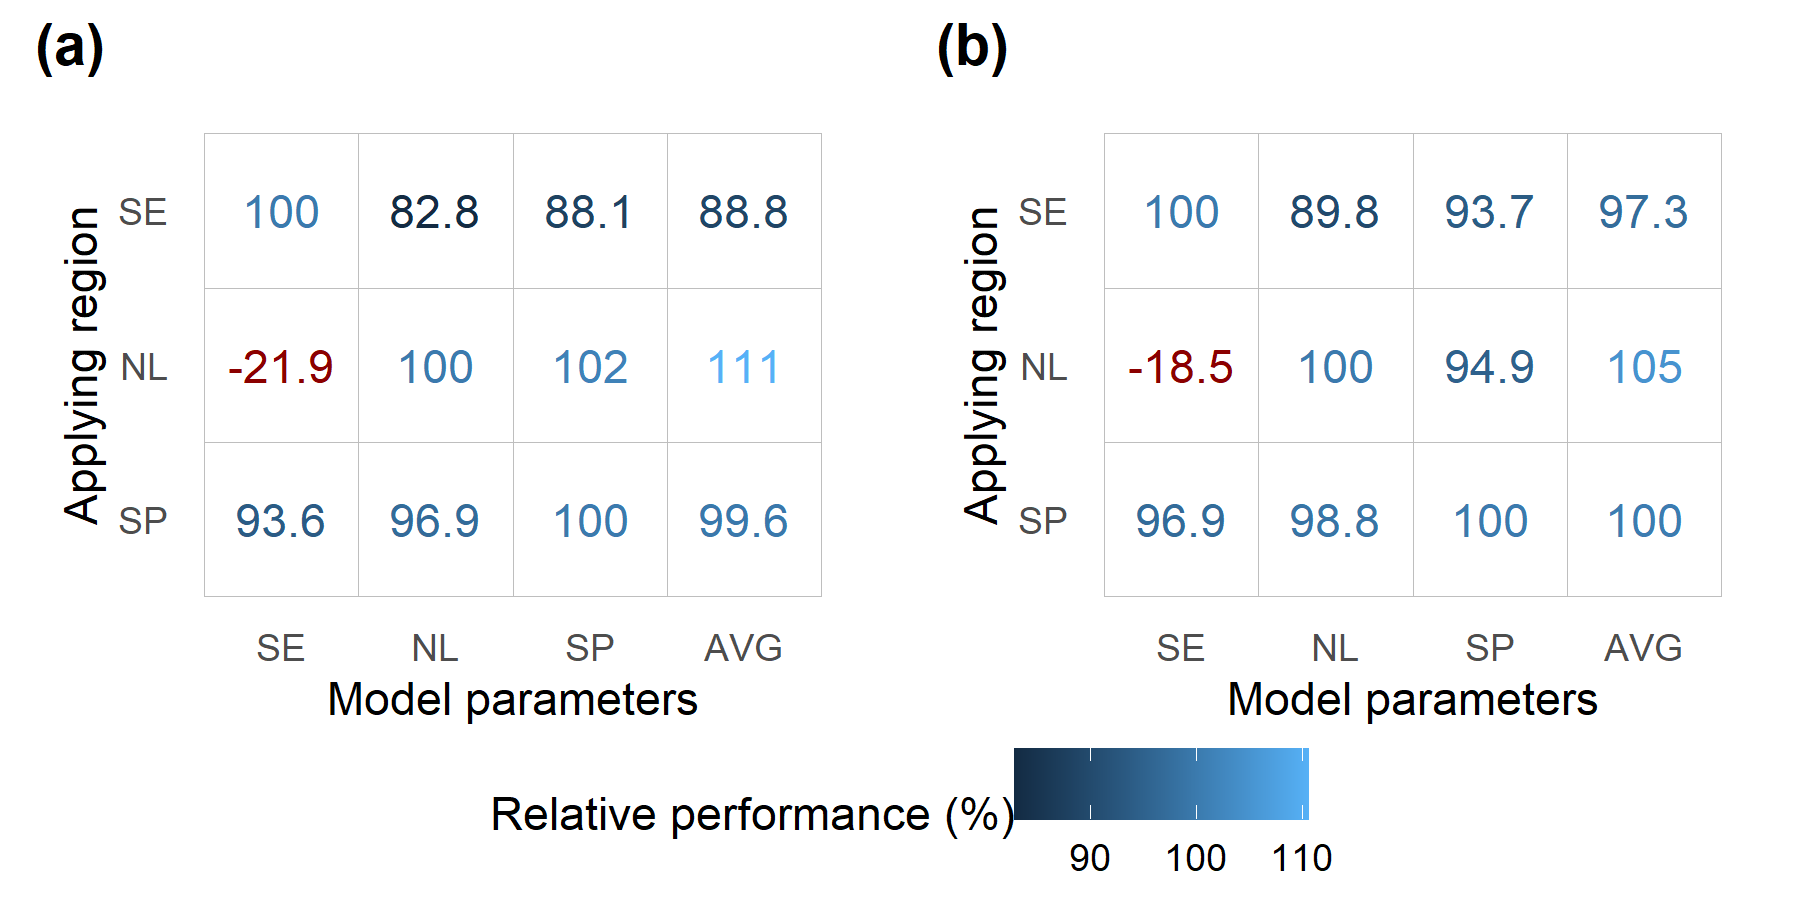 (a)
Applying region
SE 100 82.8 88.1 88.8
NL -21.9 100 102 111
SP 93.6 96.9 100 99.6
SE NL SP AVG
Model parameters
(b)
Applying region
SE 100 89.8 93.7 97.3
NL -18.5 100 94.9 105
SP 96.9 98.8 100 100
SE NL SP AVG
Model parameters
Relative performance (%)
90 100 110